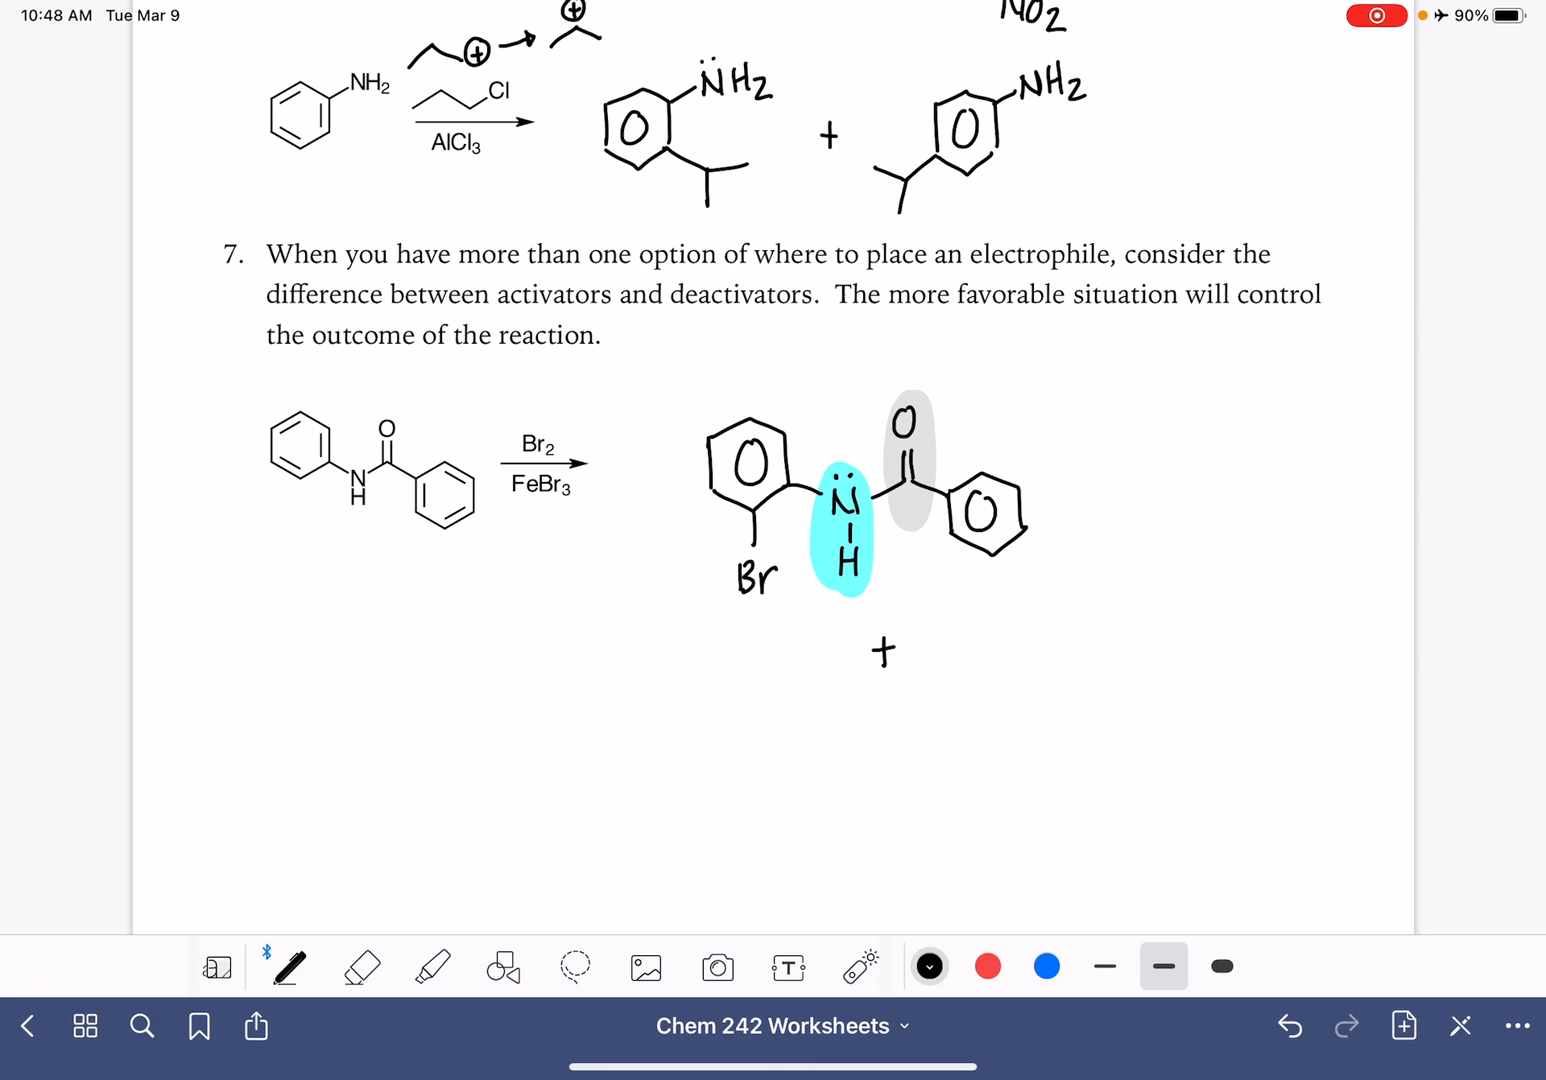 10:48 AM Tue Mar 9
90%
NO2
NH2
Cl
AlCl3
NH2
+
NH2
7. When you have more than one option of where to place an electrophile, consider the
difference between activators and deactivators. The more favorable situation will control
the outcome of the reaction.
O
N
H
Br2
FeBr3
O
N
H
Br
+
T
Chem 242 Worksheets